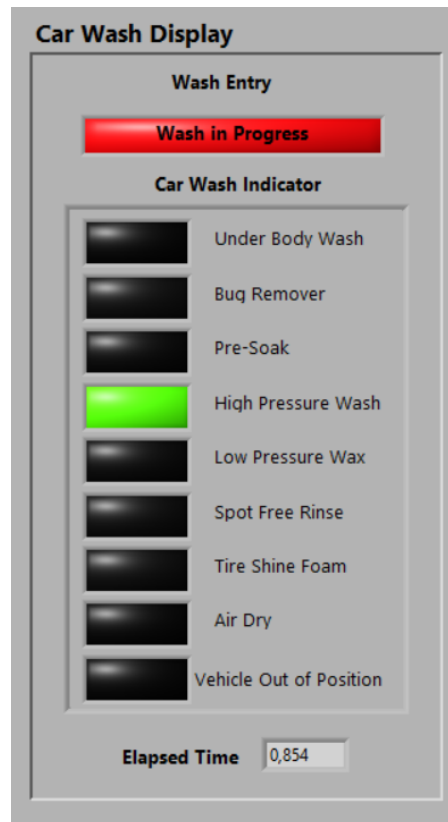 Car Wash Display
Wash Entry
Wash in Progress
Car Wash Indicator
Under Body Wash
Bug Remover
Pre-Soak
High Pressure Wash
Low Pressure Wax
Spot Free Rinse
Tire Shine Foam
Air Dry
Vehicle Out of Position
Elapsed Time 0,854